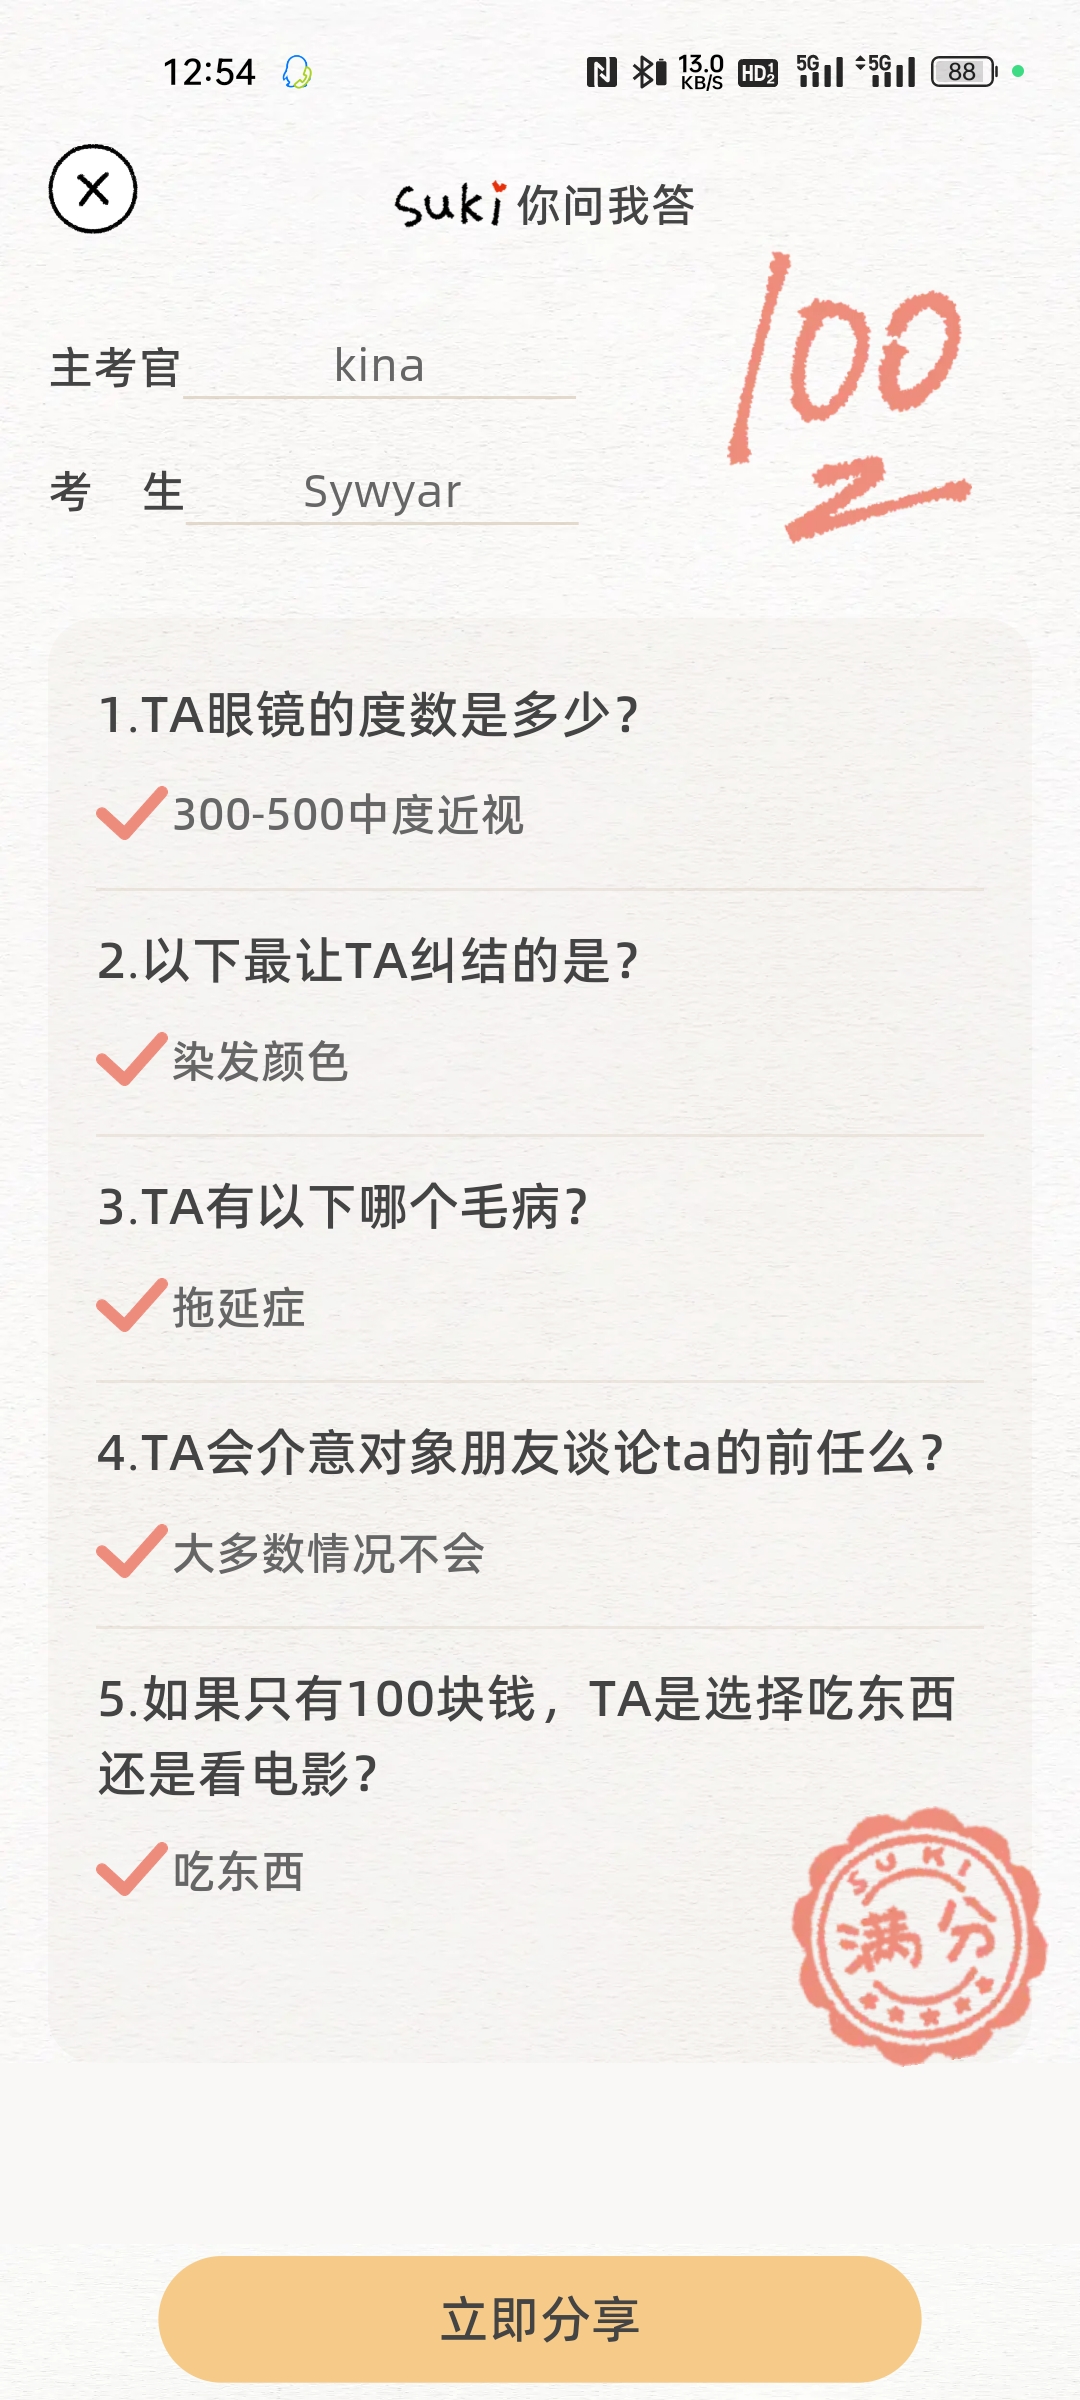 12:54
13.0
KB/S
HD 1 2
5G
5G
88
suki 你问我答
100
主考官 kina
考 生 Sywyar
1.TA眼镜的度数是多少？
300-500中度近视
2.以下最让TA纠结的是？
染发颜色
3.TA有以下哪个毛病？
拖延症
4.TA会介意对象朋友谈论ta的前任么？
大多数情况不会
5.如果只有100块钱，TA是选择吃东西
还是看电影？
吃东西
SUKI
满分
立即分享